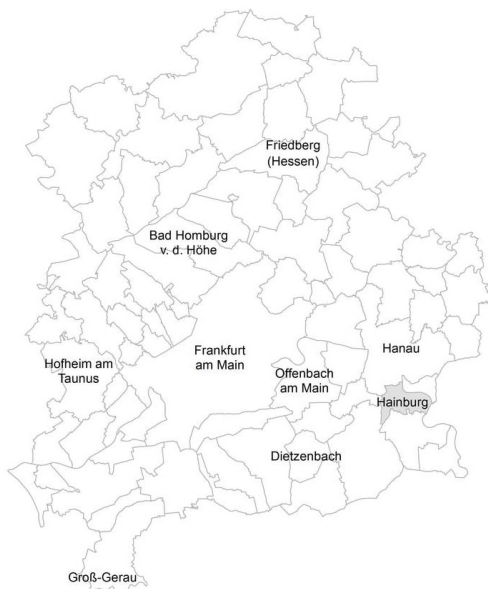 Friedberg
(Hessen)
Bad Homburg
v. d. Höhe
Hanau
Frankfurt
am Main
Hofheim am
Taunus
Offenbach
am Main
Hainburg
Dietzenbach
Groß-Gerau